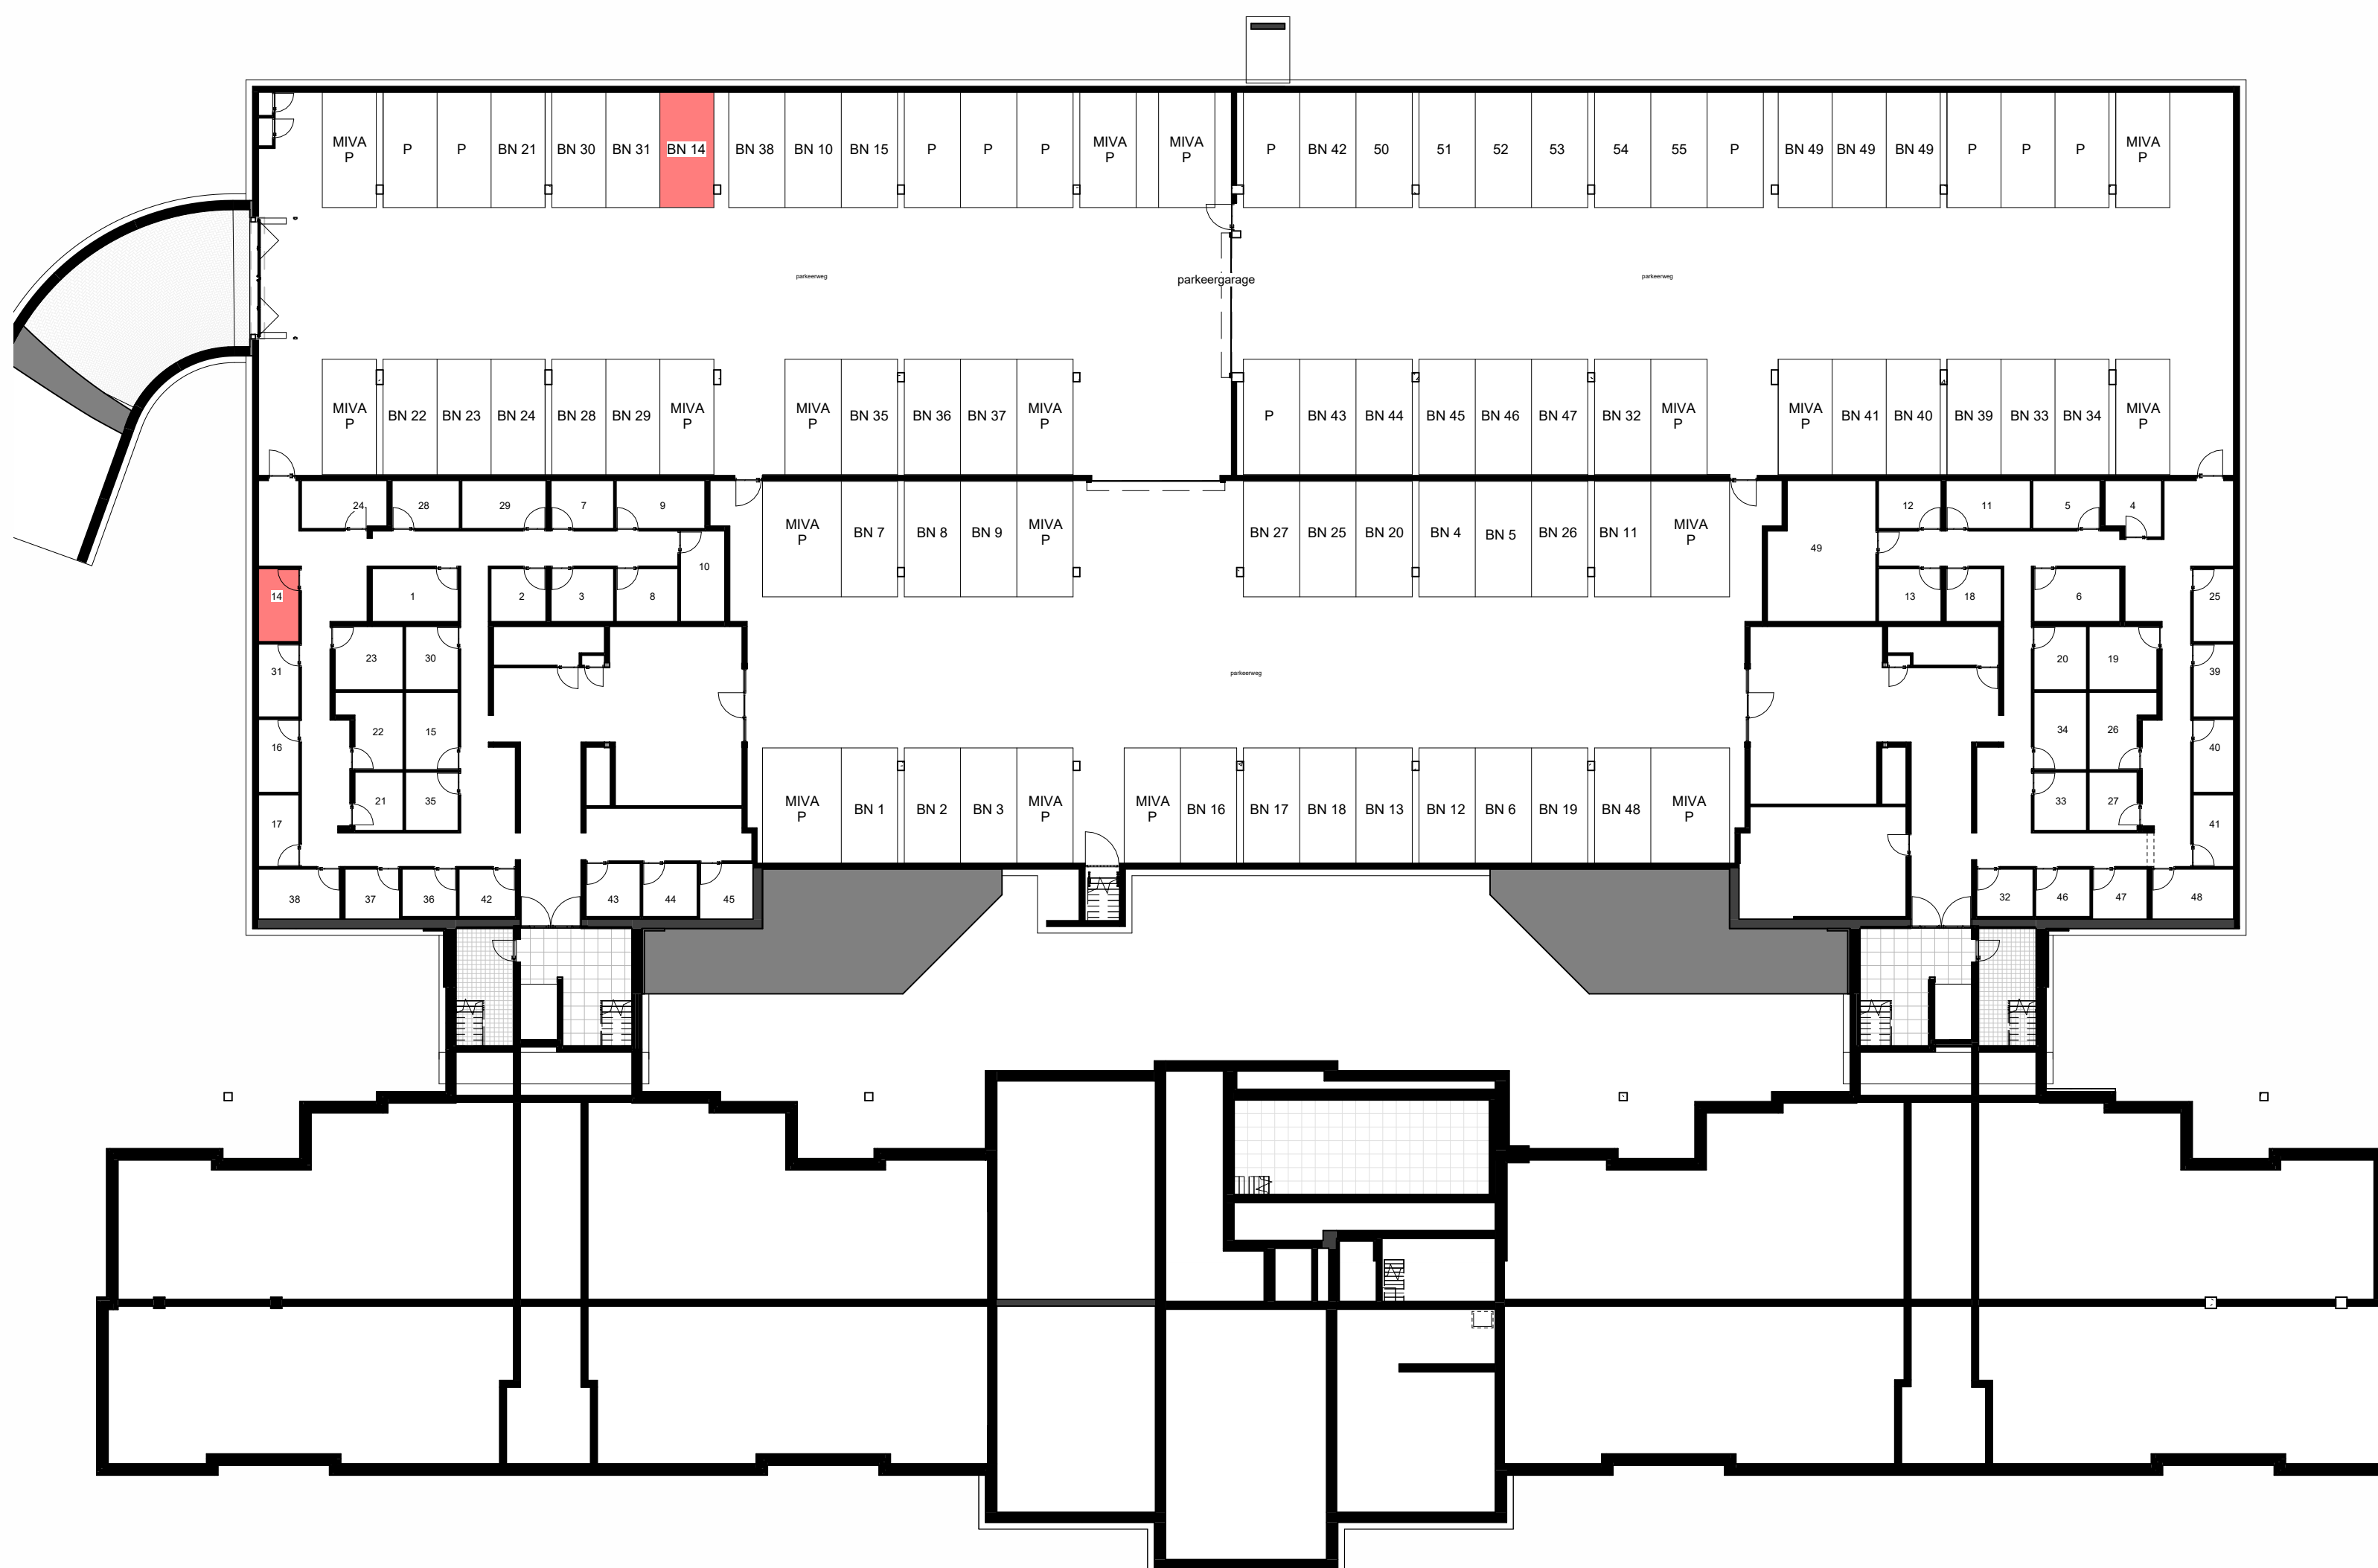 MIVA
P
P
P
BN 21
BN 30
BN 31
BN 14
BN 38
BN 10
BN 15
P
P
P
MIVA
P
MIVA
P
P
BN 42
50
51
52
53
54
55
P
BN 49
BN 49
BN 49
P
P
P
MIVA
P
parkeerweg
parkeergarage
parkeerweg
MIVA
P
BN 22
BN 23
BN 24
BN 28
BN 29
MIVA
P
MIVA
P
BN 35
BN 36
BN 37
MIVA
P
P
BN 43
BN 44
BN 45
BN 46
BN 47
BN 32
MIVA
P
MIVA
P
BN 41
BN 40
BN 39
BN 33
BN 34
MIVA
P
24
28
29
7
9
MIVA
P
BN 7
BN 8
BN 9
MIVA
P
BN 27
BN 25
BN 20
BN 4
BN 5
BN 26
BN 11
MIVA
P
49
12
11
5
4
14
1
2
3
8
10
13
18
6
25
31
23
30
20
19
39
parkeerweg
16
22
15
34
26
40
17
21
35
33
27
41
MIVA
P
BN 1
BN 2
BN 3
MIVA
P
MIVA
P
BN 16
BN 17
BN 18
BN 13
BN 12
BN 6
BN 19
BN 48
MIVA
P
38
37
36
42
43
44
45
32
46
47
48